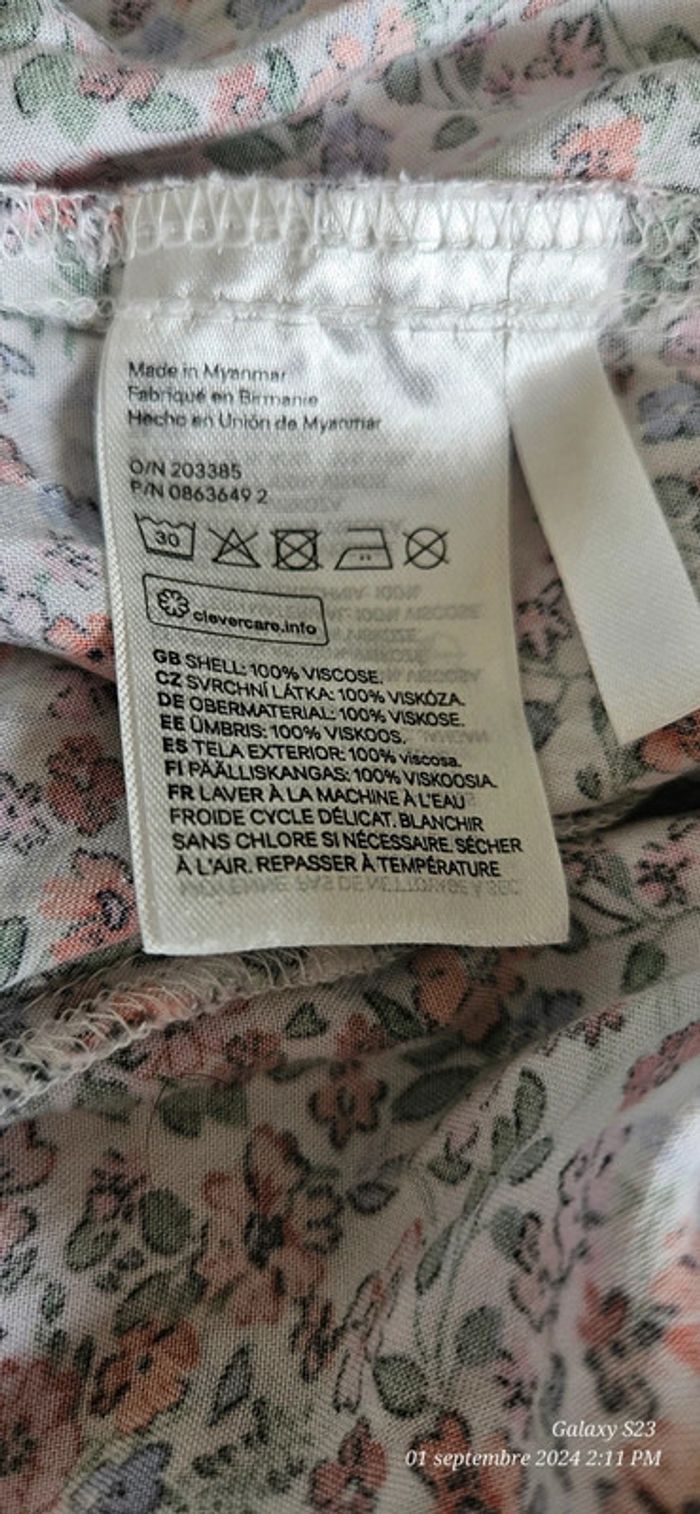 Made in Myanmar
Fabriqué en Birmanie
Hecho en Unión de Myanmar
O/N 203385
P/N 0863649 2
30
clevercare.info
GB SHELL: 100% VISCOSE.
CZ SVRCHNÍ LÁTKA: 100% VISKÓZA.
DE OBERMATERIAL: 100% VISKOSE.
EE ÜMBRIS: 100% VISKOOS.
ES TELA EXTERIOR: 100% viscosa.
FI PÄÄLLISKANGAS: 100% VISKOOSIA.
FR LAVER À LA MACHINE À L'EAU
FROIDE CYCLE DÉLICAT. BLANCHIR
SANS CHLORE SI NÉCESSAIRE. SÉCHER
À L'AIR. REPASSER À TEMPÉRATURE
Galaxy S23
01 septembre 2024 2:11 PM